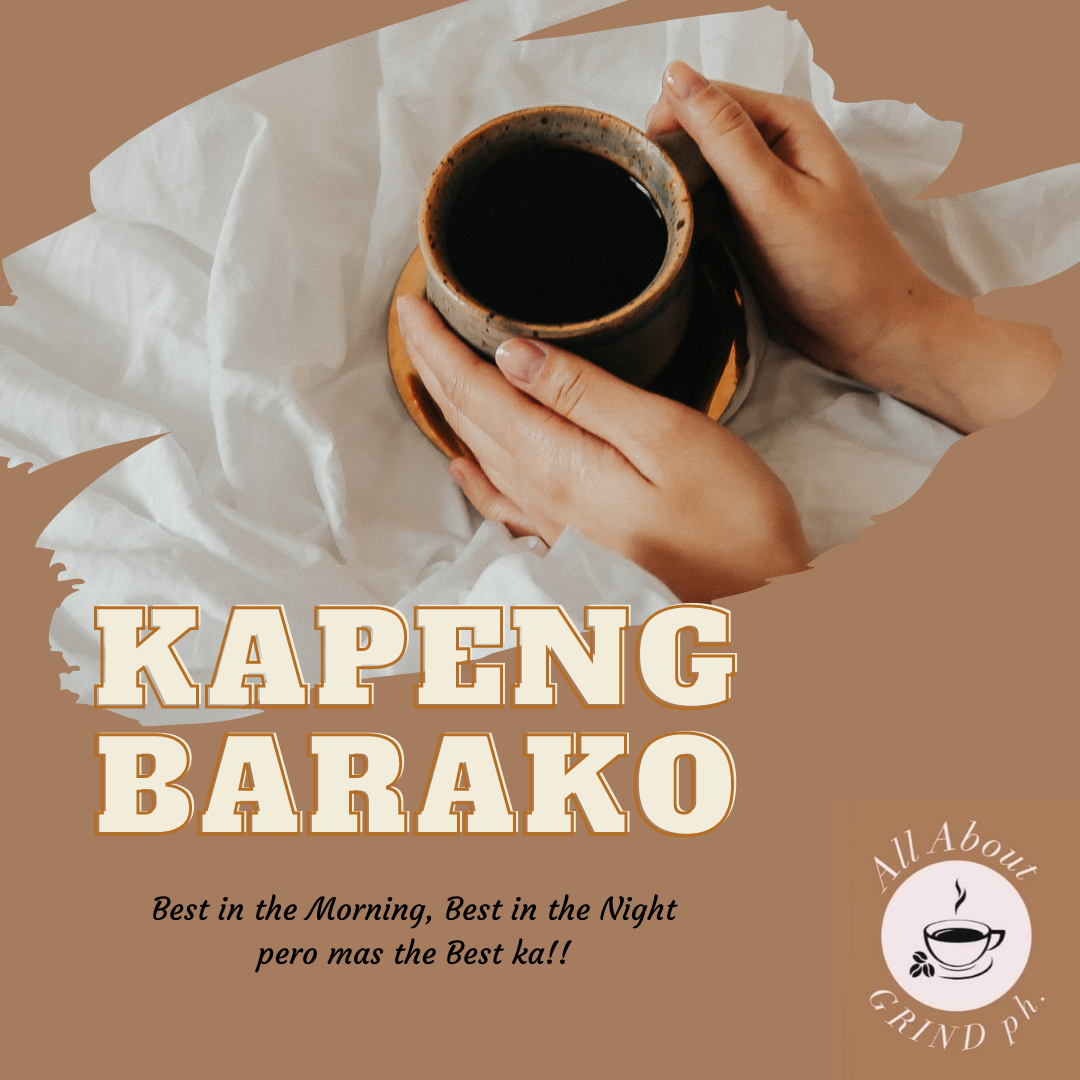 KAPENG
BARAKO
Best in the Morning, Best in the Night
pero mas the Best ka!!
All About
GRIND ph.